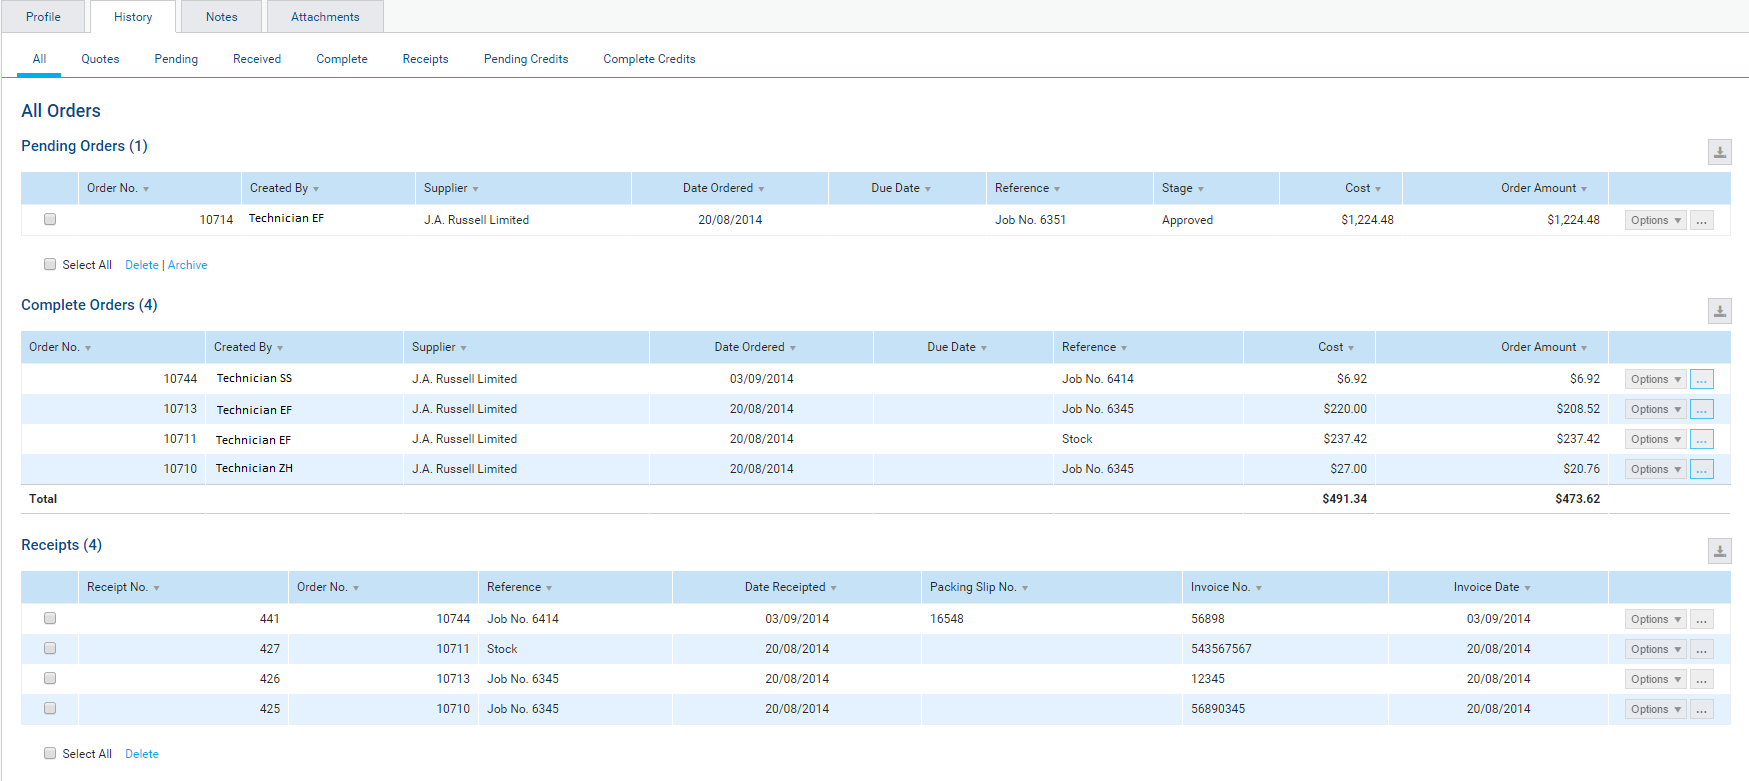 Profile History Notes Attachments
All Quotes Pending Received Complete Receipts Pending Credits Complete Credits
All Orders
Pending Orders (1)
Order No. Created By Supplier Date Ordered Due Date Reference Stage Cost Order Amount
10714 Technician EF J.A. Russell Limited 20/08/2014 Job No. 6351 Approved $1,224.48 $1,224.48 Options ...
Select All Delete | Archive
Complete Orders (4)
Order No. Created By Supplier Date Ordered Due Date Reference Cost Order Amount
10744 Technician SS J.A. Russell Limited 03/09/2014 Job No. 6414 $6.92 $6.92 Options ...
10713 Technician EF J.A. Russell Limited 20/08/2014 Job No. 6345 $220.00 $208.52 Options ...
10711 Technician EF J.A. Russell Limited 20/08/2014 Stock $237.42 $237.42 Options ...
10710 Technician ZH J.A. Russell Limited 20/08/2014 Job No. 6345 $27.00 $20.76 Options ...
Total $491.34 $473.62
Receipts (4)
Receipt No. Order No. Reference Date Receipted Packing Slip No. Invoice No. Invoice Date
441 10744 Job No. 6414 03/09/2014 16548 56898 03/09/2014 Options ...
427 10711 Stock 20/08/2014 543567567 20/08/2014 Options ...
426 10713 Job No. 6345 20/08/2014 12345 20/08/2014 Options ...
425 10710 Job No. 6345 20/08/2014 56890345 20/08/2014 Options ...
Select All Delete